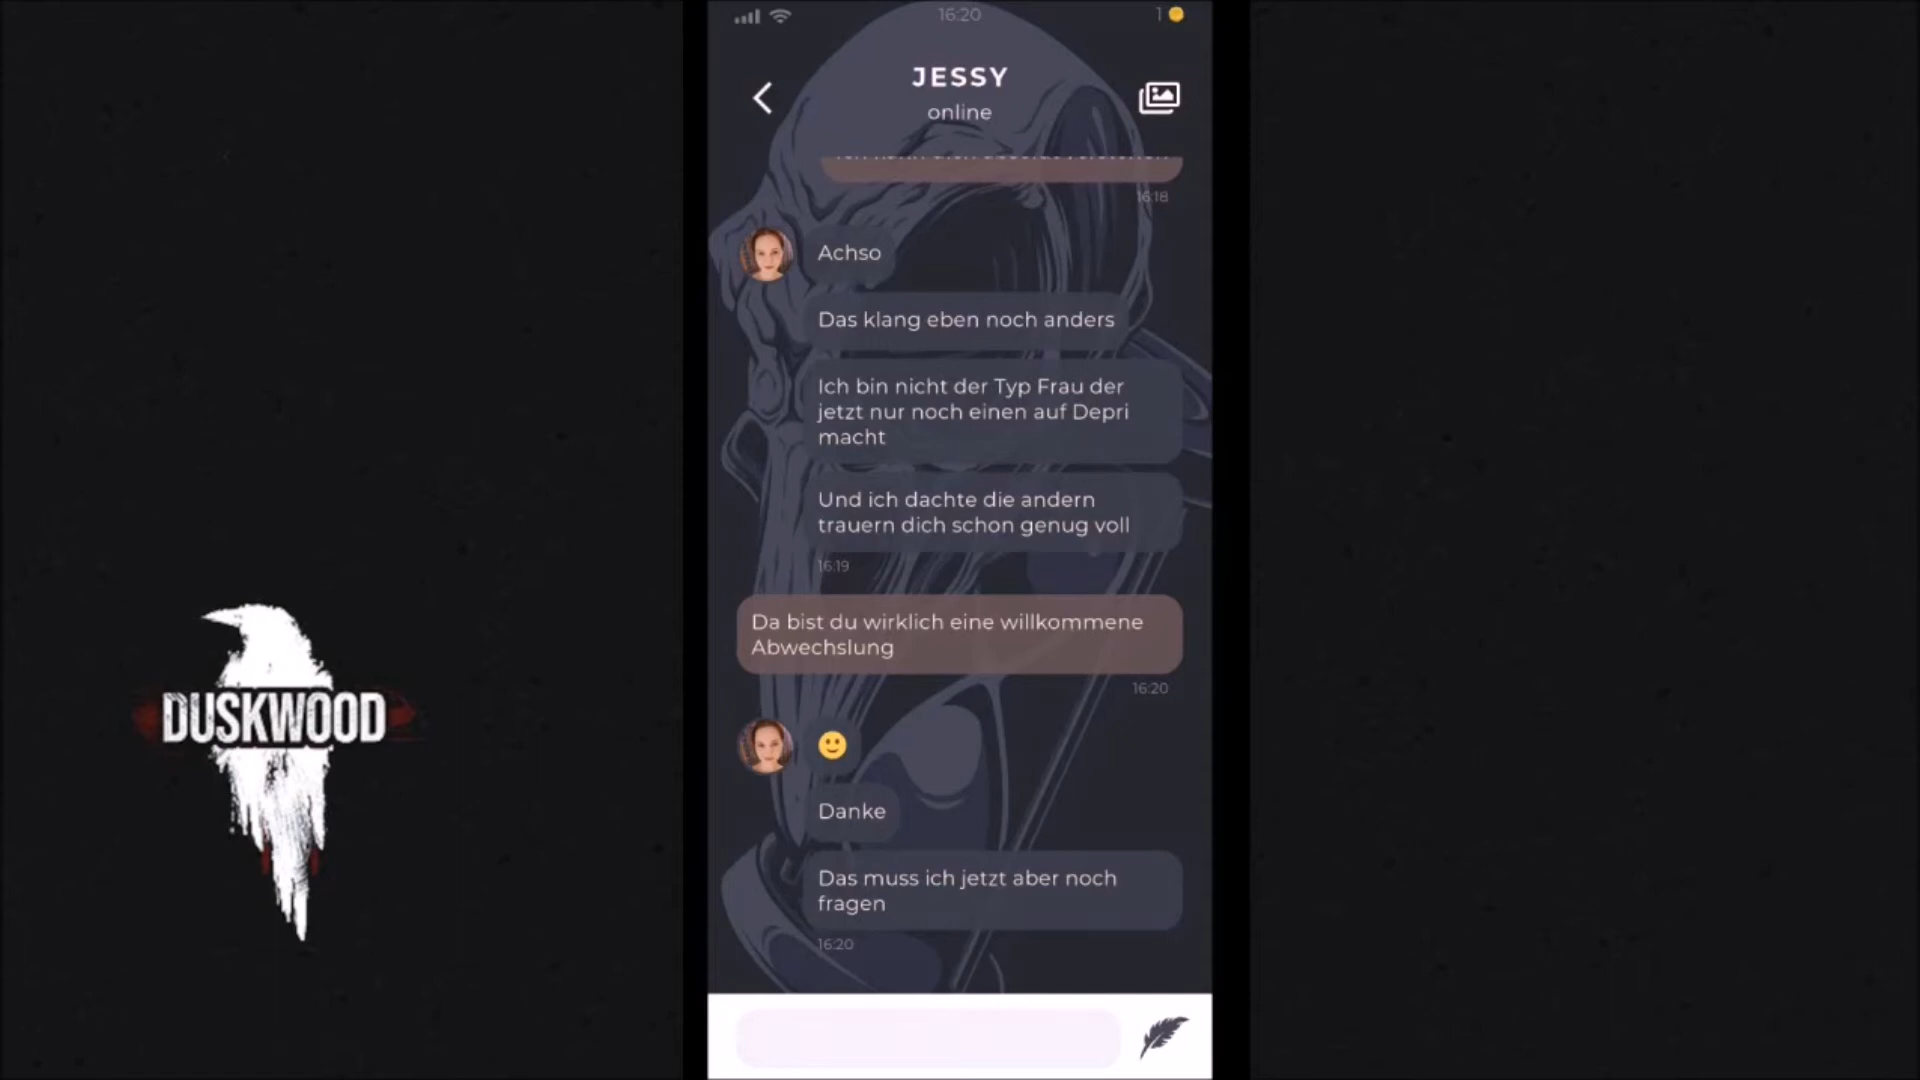 16:20
1
JESSY
online
16:18
Achso
Das klang eben noch anders
Ich bin nicht der Typ Frau der
jetzt nur noch einen auf Depri
macht
Und ich dachte die andern
trauern dich schon genug voll
16:19
Da bist du wirklich eine willkommene
Abwechslung
16:20
🙂
Danke
Das muss ich jetzt aber noch
fragen
16:20
DUSKWOOD